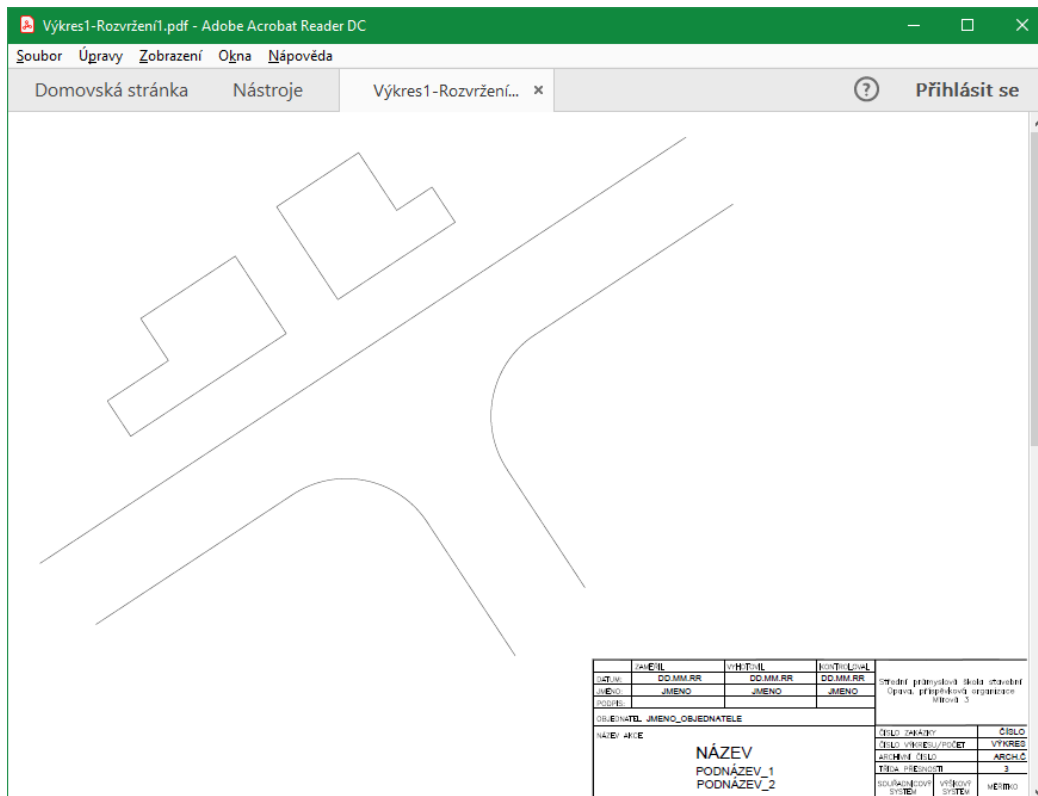 Výkres1-Rozvržení1.pdf - Adobe Acrobat Reader DC
Soubor Úpravy Zobrazení Okna Nápověda
Domovská stránka Nástroje Výkres1-Rozvržení... × ? Přihlásit se
ZAMĚŘIL VYHOTOVIL KONTROLOVAL
DATUM: DD.MM.RR DD.MM.RR DD.MM.RR
JMÉNO: JMENO JMENO JMENO
PODPIS:
Střední průmyslová škola stavební
Opava, příspěvková organizace
Mírová 3
OBJEDNATEL JMENO_OBJEDNATELE
NÁZEV AKCE
NÁZEV
PODNÁZEV_1
PODNÁZEV_2
ČÍSLO ZAKÁZKY ČÍSLO
ČÍSLO VÝKRESU/POČET VÝKRES
ARCHIVNÍ ČÍSLO ARCH.Č
TŘÍDA PŘESNOSTI 3
SOUŘADNICOVÝ SYSTÉM VÝŠKOVÝ SYSTÉM MĚŘÍTKO